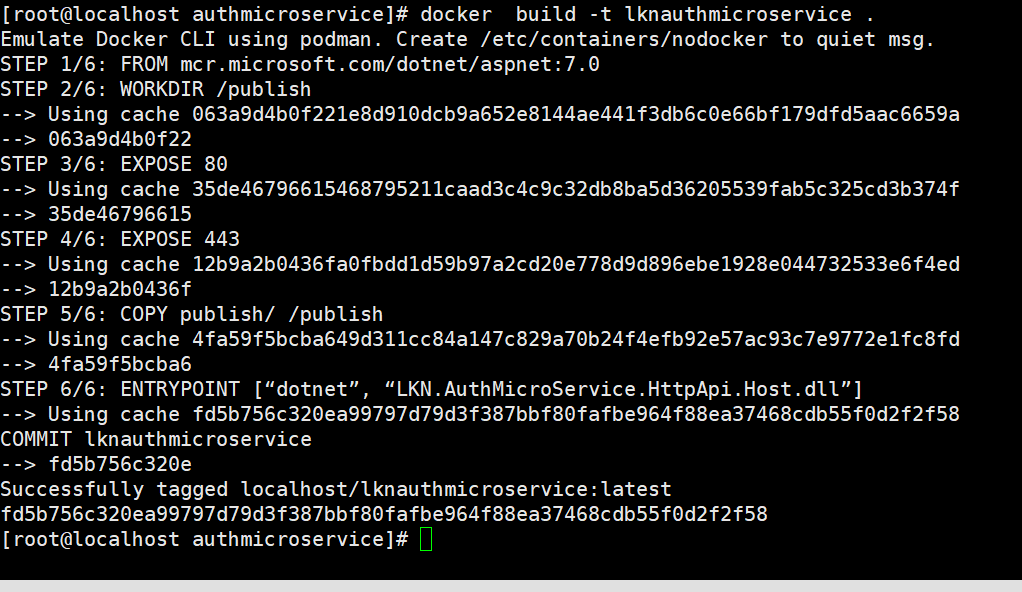 [root@localhost authmicroservice]# docker  build -t lknauthmicroservice .
Emulate Docker CLI using podman. Create /etc/containers/nodocker to quiet msg.
STEP 1/6: FROM mcr.microsoft.com/dotnet/aspnet:7.0
STEP 2/6: WORKDIR /publish
--> Using cache 063a9d4b0f221e8d910dcb9a652e8144ae441f3db6c0e66bf179dfd5aac6659a
--> 063a9d4b0f22
STEP 3/6: EXPOSE 80
--> Using cache 35de46796615468795211caad3c4c9c32db8ba5d36205539fab5c325cd3b374f
--> 35de46796615
STEP 4/6: EXPOSE 443
--> Using cache 12b9a2b0436fa0fbdd1d59b97a2cd20e778d9d896ebe1928e044732533e6f4ed
--> 12b9a2b0436f
STEP 5/6: COPY publish/ /publish
--> Using cache 4fa59f5bcba649d311cc84a147c829a70b24f4efb92e57ac93c7e9772e1fc8fd
--> 4fa59f5bcba6
STEP 6/6: ENTRYPOINT [“dotnet”, “LKN.AuthMicroService.HttpApi.Host.dll”]
--> Using cache fd5b756c320ea99797d79d3f387bbf80fafbe964f88ea37468cdb55f0d2f2f58
COMMIT lknauthmicroservice
--> fd5b756c320e
Successfully tagged localhost/lknauthmicroservice:latest
fd5b756c320ea99797d79d3f387bbf80fafbe964f88ea37468cdb55f0d2f2f58
[root@localhost authmicroservice]#